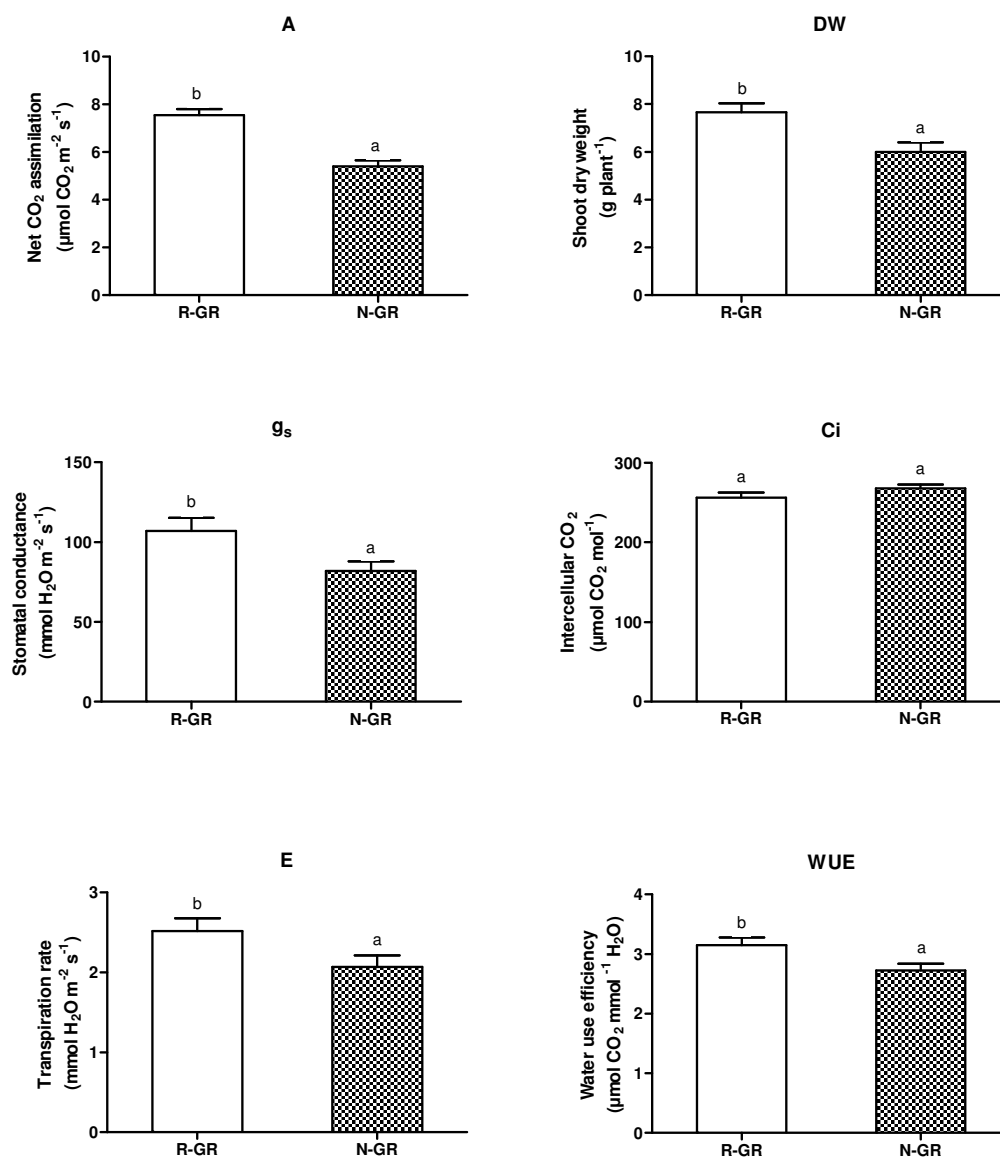 A
Net CO₂ assimilation
(µmol CO₂ m⁻² s⁻¹)
10
8
6
4
2
0
b
a
R-GR
N-GR
DW
Shoot dry weight
(g plant⁻¹)
10
8
6
4
2
0
b
a
R-GR
N-GR
gₛ
Stomatal conductance
(mmol H₂O m⁻² s⁻¹)
150
100
50
0
b
a
R-GR
N-GR
Ci
Intercellular CO₂
(µmol CO₂ mol⁻¹)
300
200
100
0
a
a
R-GR
N-GR
E
Transpiration rate
(mmol H₂O m⁻² s⁻¹)
3
2
1
0
b
a
R-GR
N-GR
WUE
Water use efficiency
(µmol CO₂ mmol⁻¹ H₂O)
4
3
2
1
0
b
a
R-GR
N-GR